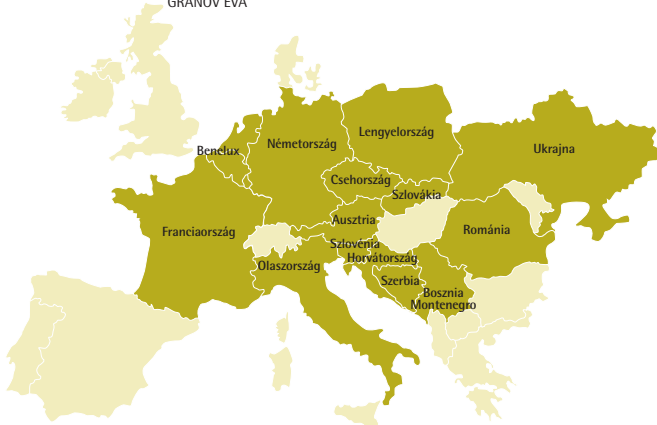 GRANOV ÉVA
Benelux
Németország
Lengyelország
Ukrajna
Csehország
Szlovákia
Franciaország
Ausztria
Románia
Szlovénia
Olaszország
Horvátország
Szerbia
Bosznia
Montenegro